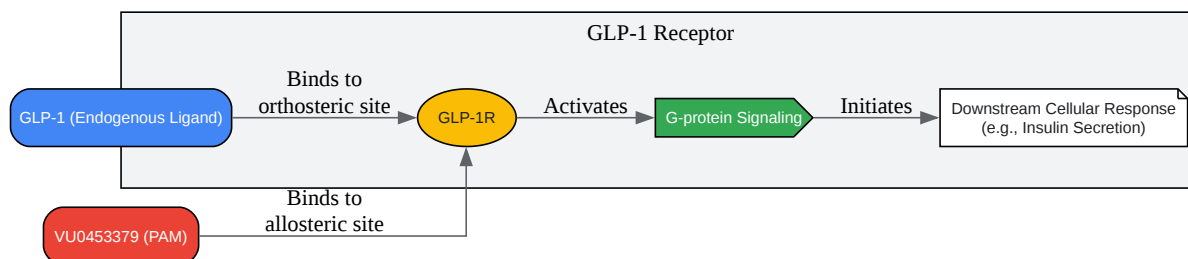 GLP-1 Receptor
GLP-1 (Endogenous Ligand)
Binds to
orthosteric site
GLP-1R
Activates
G-protein Signaling
Initiates
Downstream Cellular Response
(e.g., Insulin Secretion)
VU0453379 (PAM)
Binds to
allosteric site